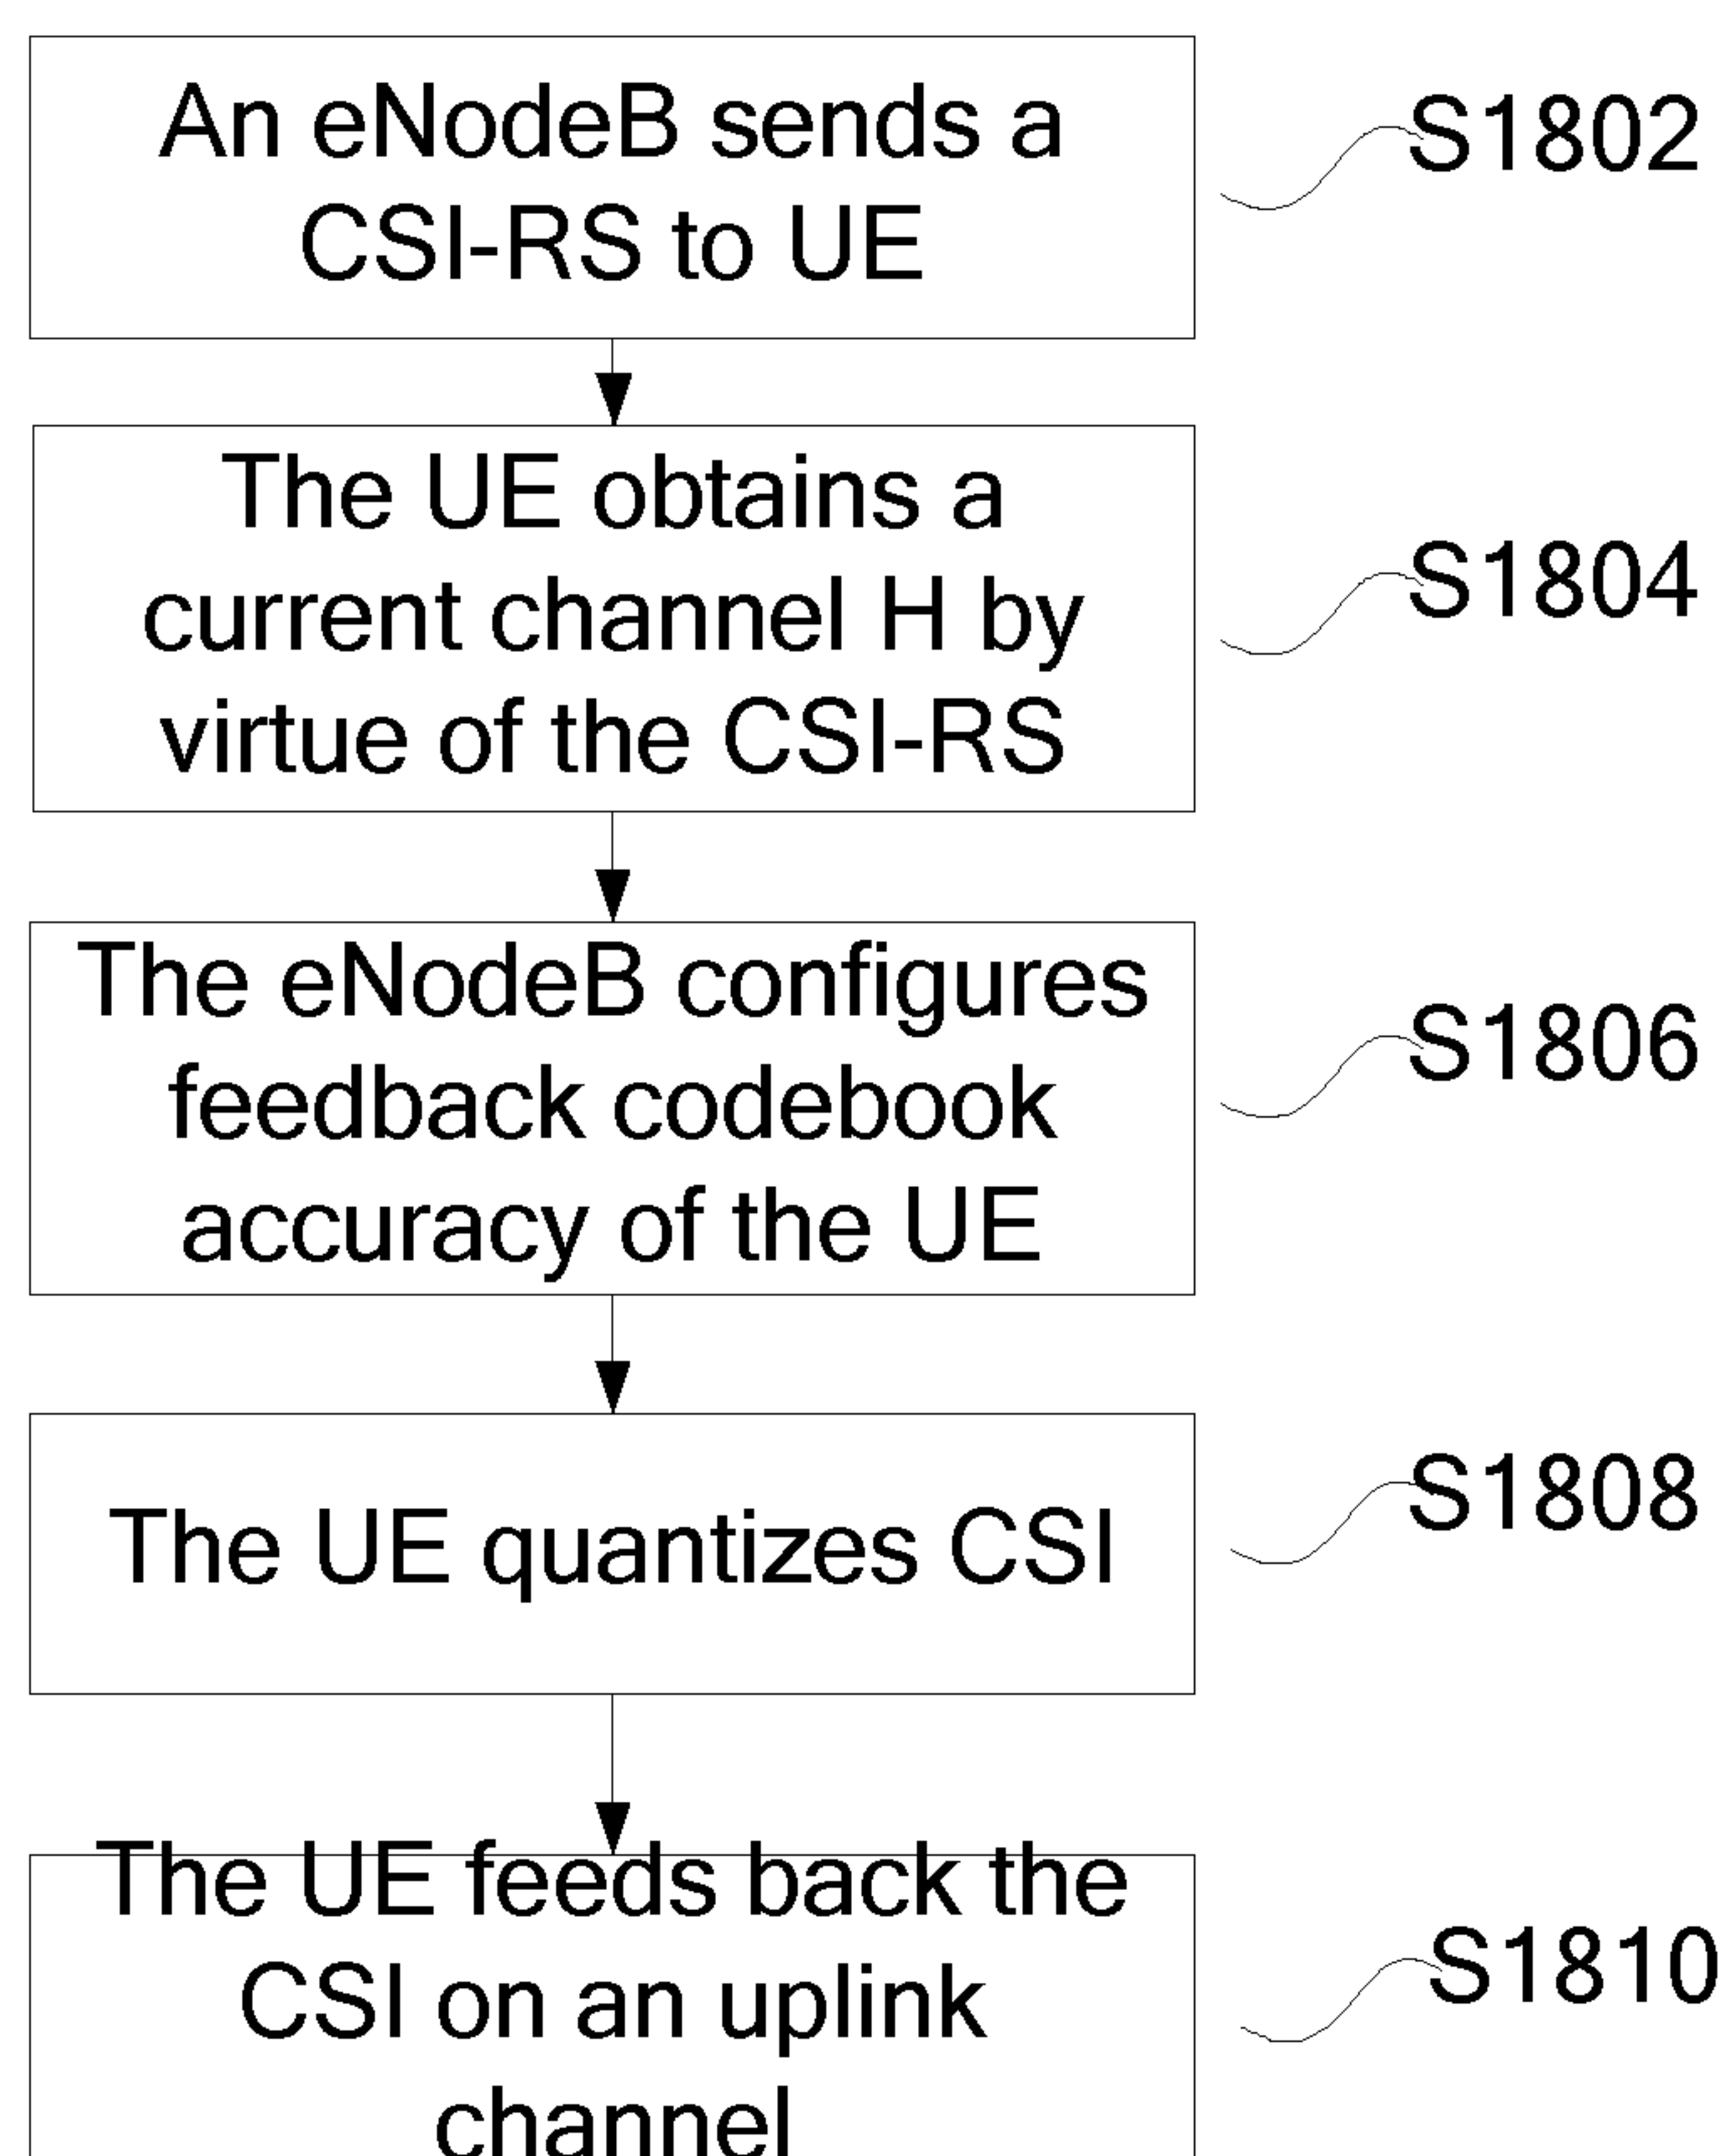 An eNodeB sends a
CSI-RS to UE
S1802
The UE obtains a
current channel H by
virtue of the CSI-RS
S1804
The eNodeB configures
feedback codebook
accuracy of the UE
S1806
The UE quantizes CSI
S1808
The UE feeds back the
CSI on an uplink
channel
S1810